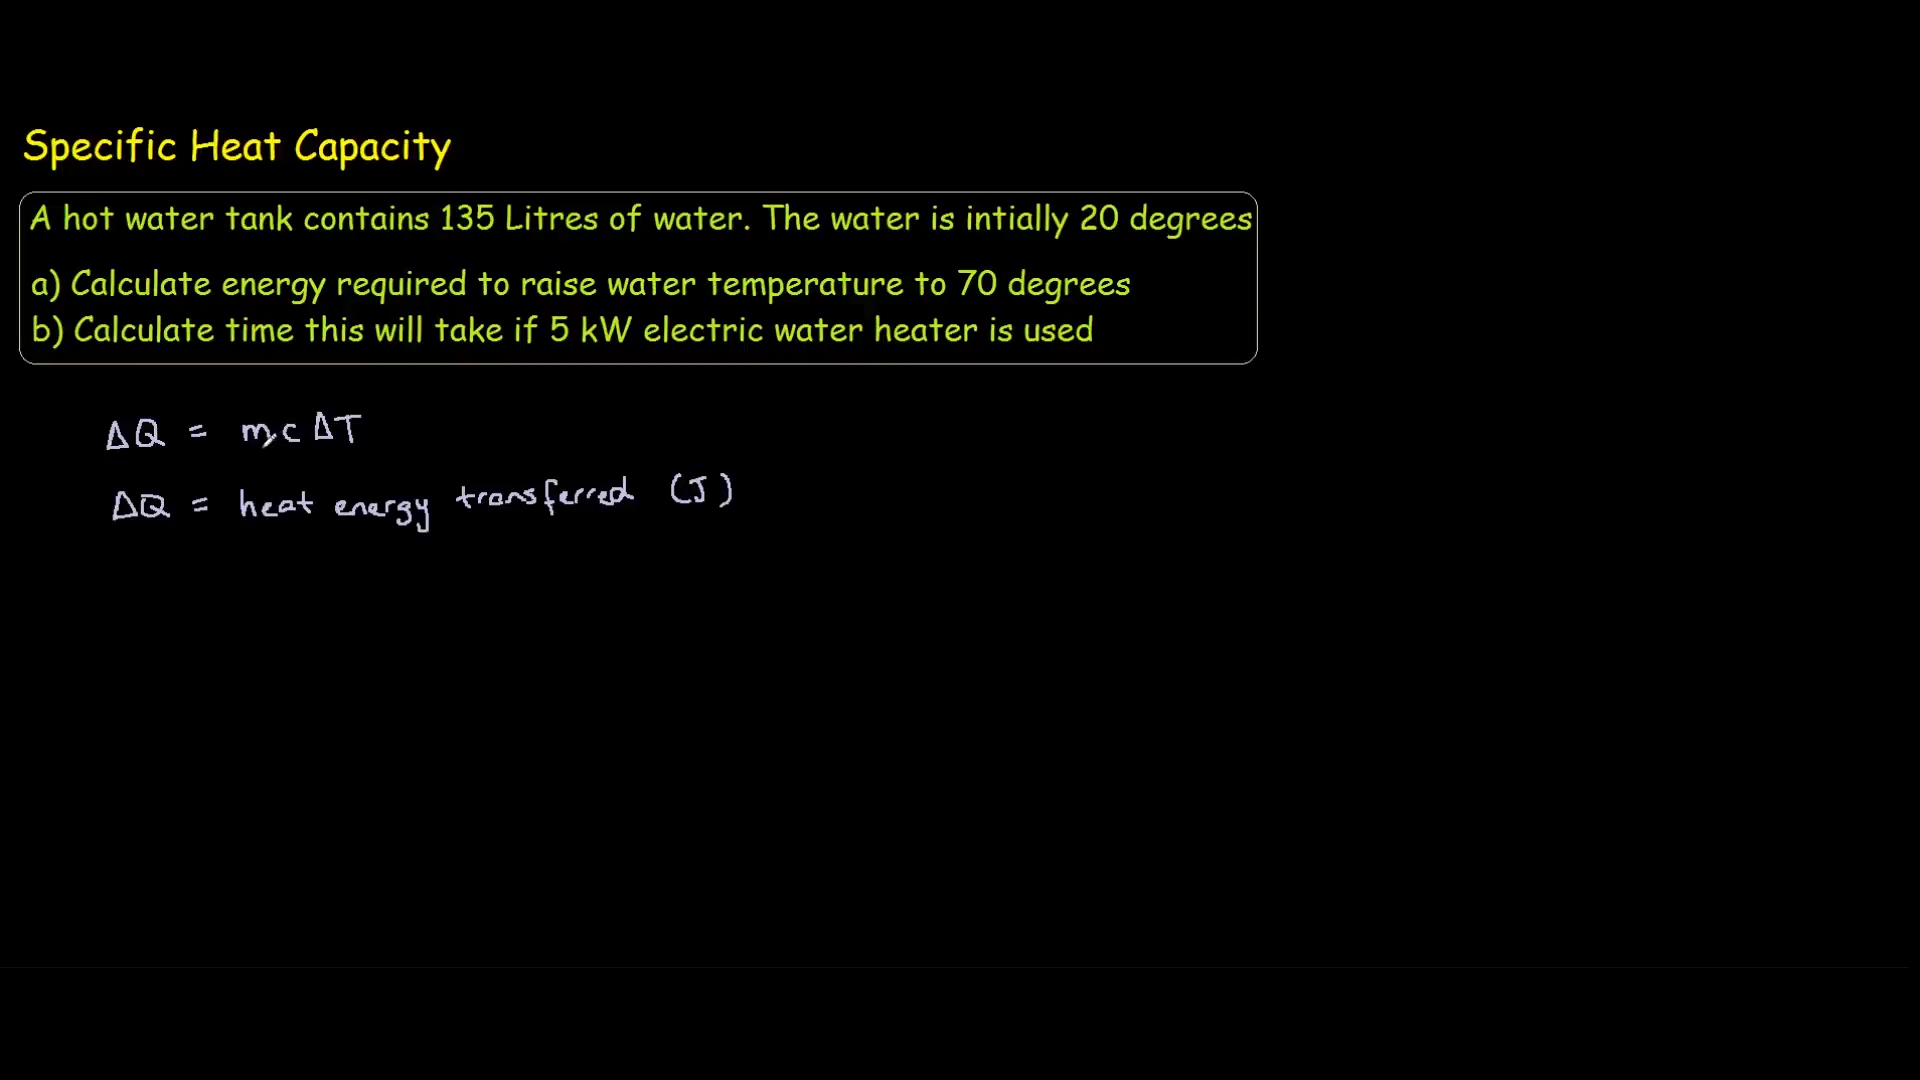 Specific Heat Capacity
A hot water tank contains 135 Litres of water. The water is intially 20 degrees
a) Calculate energy required to raise water temperature to 70 degrees
b) Calculate time this will take if 5 kW electric water heater is used
ΔQ = mcΔT
ΔQ = heat energy transferred (J)